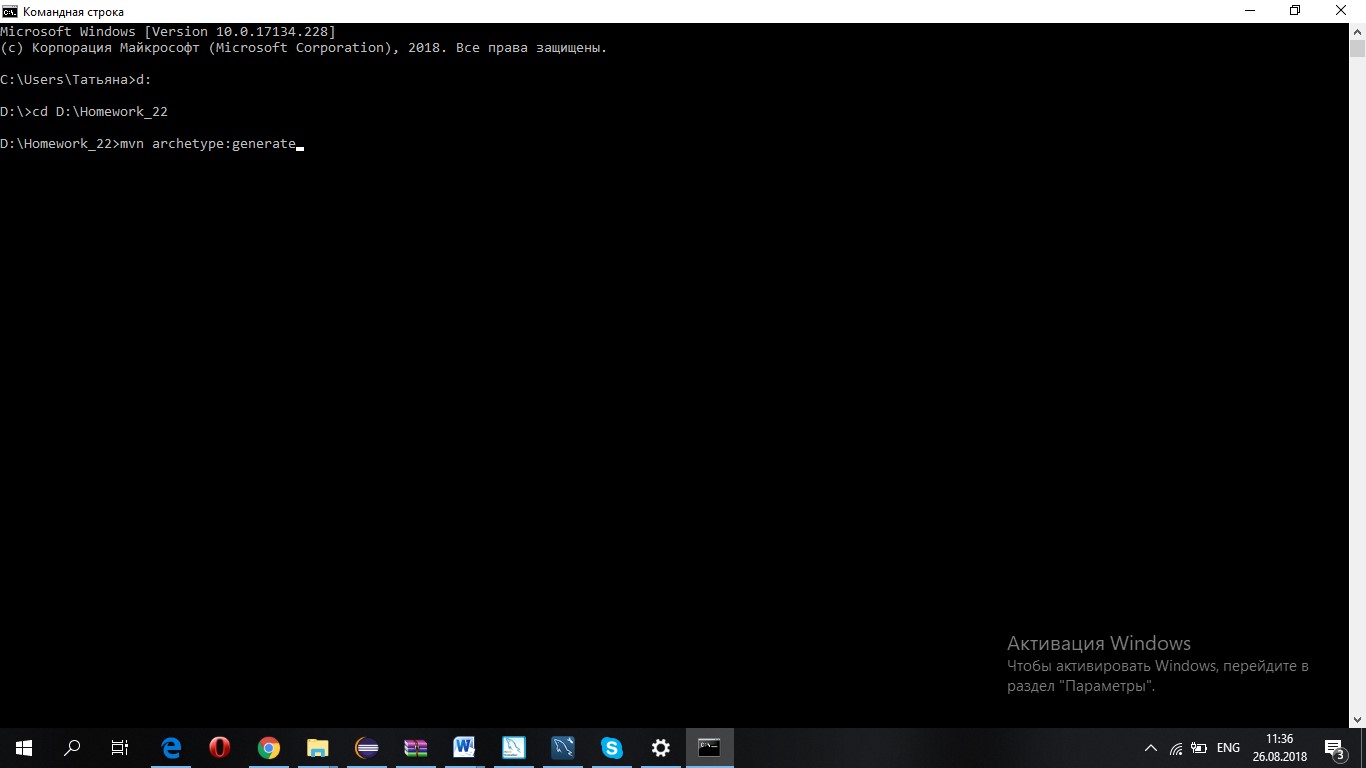 Командная строка
Microsoft Windows [Version 10.0.17134.228]
(c) Корпорация Майкрософт (Microsoft Corporation), 2018. Все права защищены.
C:\Users\Татьяна>d:
D:\>cd D:\Homework_22
D:\Homework_22>mvn archetype:generate
Активация Windows
Чтобы активировать Windows, перейдите в
раздел "Параметры".
ENG
11:36
26.08.2018
3